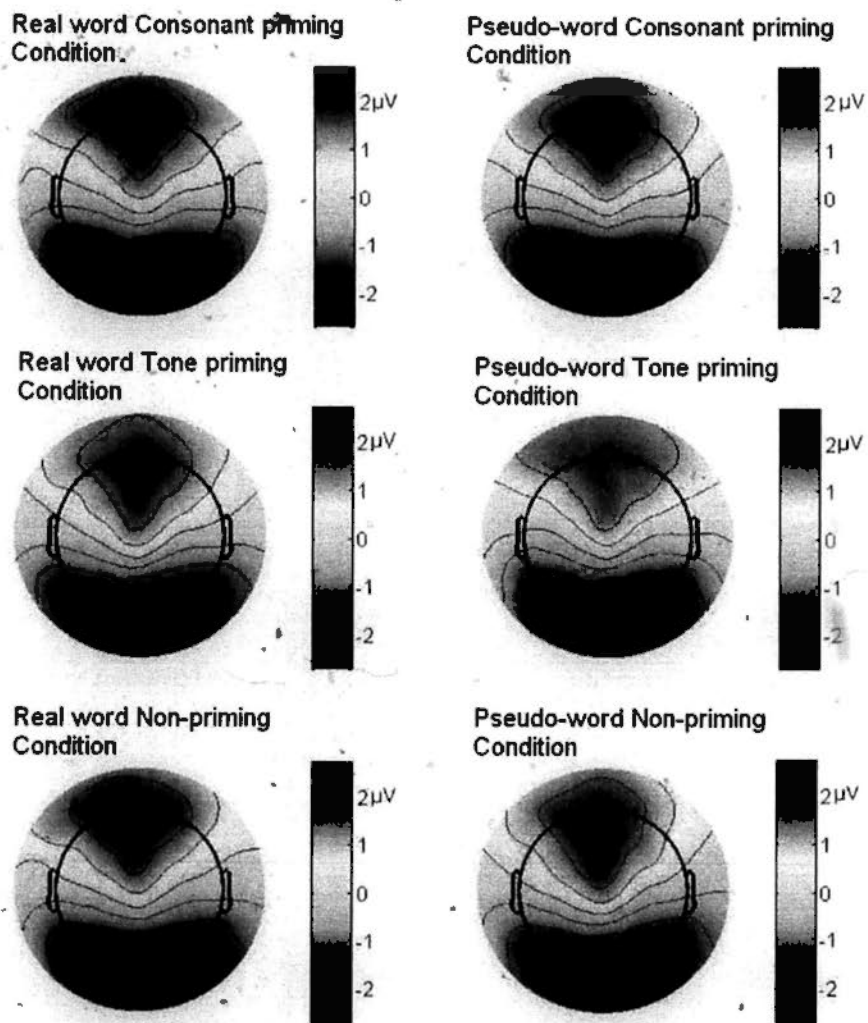 Real word Consonant priming
Condition.
2μV
1
0
-1
-2
Pseudo-word Consonant priming
Condition
2μV
1
0
-1
-2
Real word Tone priming
Condition
2μV
1
0
-1
-2
Pseudo-word Tone priming
Condition
2μV
1
0
-1
-2
Real word Non-priming
Condition
2μV
1
0
-1
-2
Pseudo-word Non-priming
Condition
2μV
1
0
-1
-2